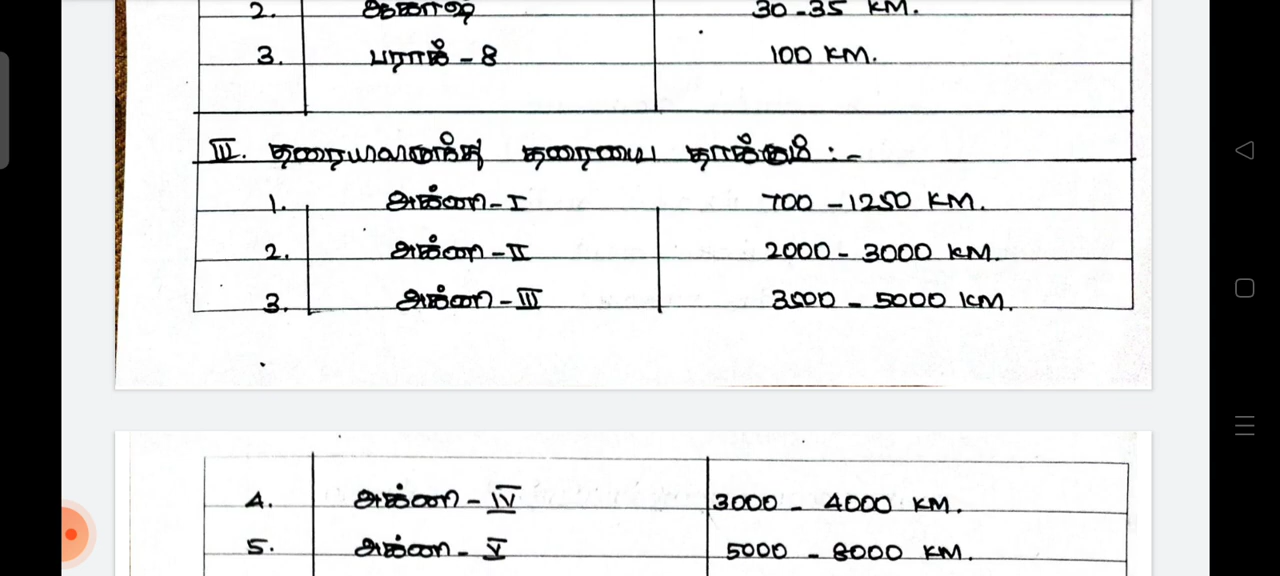 2. 30 -35 KM.
3. பராக் - 8 100 KM.
III. தரையிலிருந்து தரையை தாக்கும் :-
1. அக்னி - I 700 - 1250 KM.
2. அக்னி - II 2000 - 3000 KM.
3. அக்னி - III 3500 - 5000 KM.
4. அக்னி - IV 3000 - 4000 KM.
5. அக்னி - V 5000 - 8000 KM.